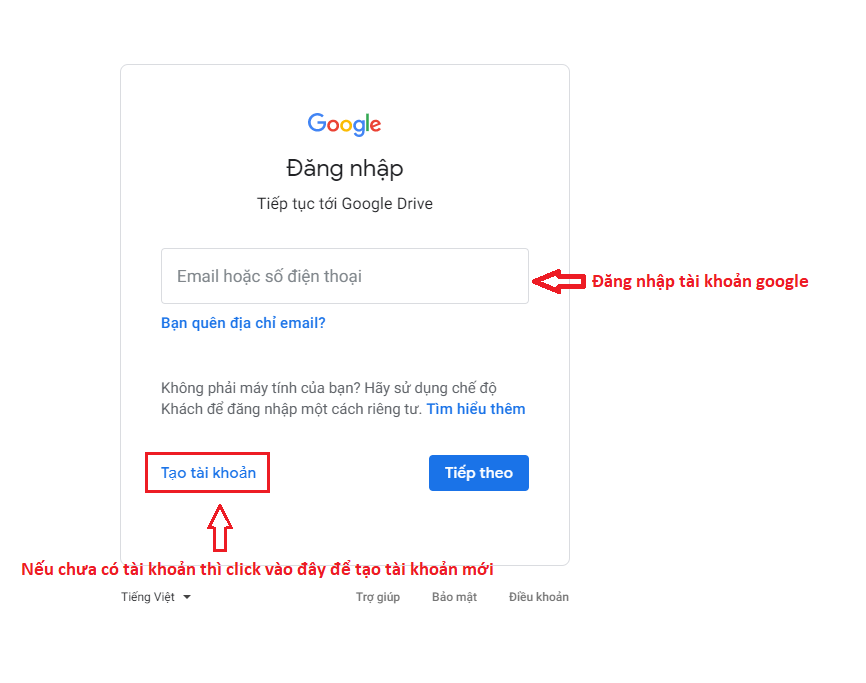 Google
Đăng nhập
Tiếp tục tới Google Drive
Email hoặc số điện thoại
Đăng nhập tài khoản google
Bạn quên địa chỉ email?
Không phải máy tính của bạn? Hãy sử dụng chế độ
Khách để đăng nhập một cách riêng tư. Tìm hiểu thêm
Tạo tài khoản
Tiếp theo
Nếu chưa có tài khoản thì click vào đây để tạo tài khoản mới
Tiếng Việt
Trợ giúp
Bảo mật
Điều khoản